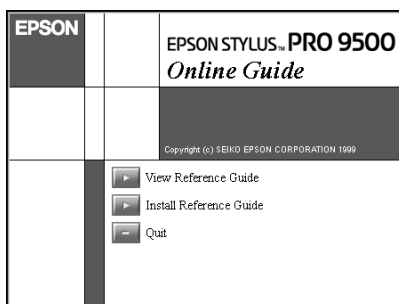 EPSON
EPSON STYLUS™ PRO 9500
Online Guide
Copyright (c) SEIKO EPSON CORPORATION 1999
View Reference Guide
Install Reference Guide
Quit